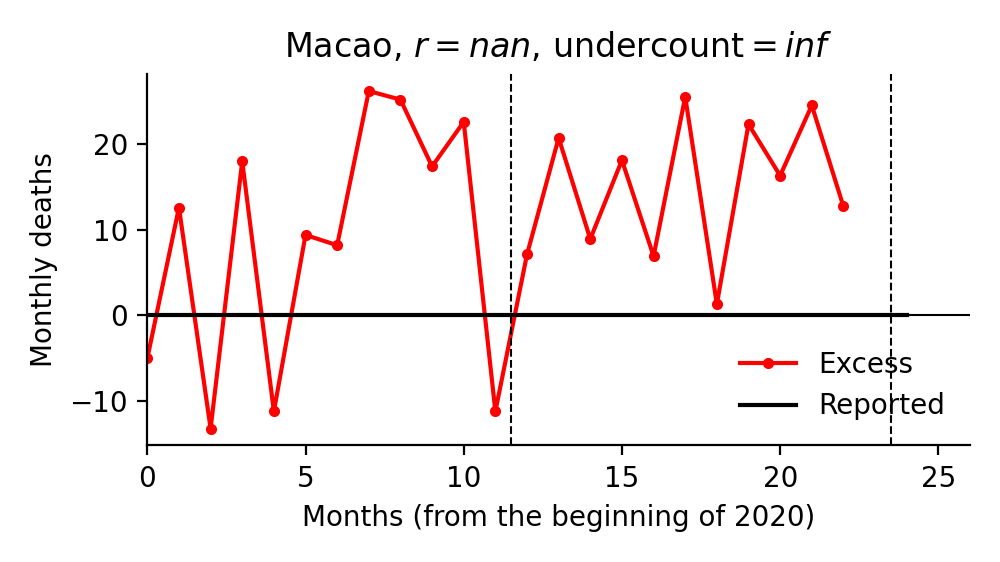 Macao, r = nan, undercount = inf
Monthly deaths
20
10
0
−10
Excess
Reported
0 5 10 15 20 25
Months (from the beginning of 2020)